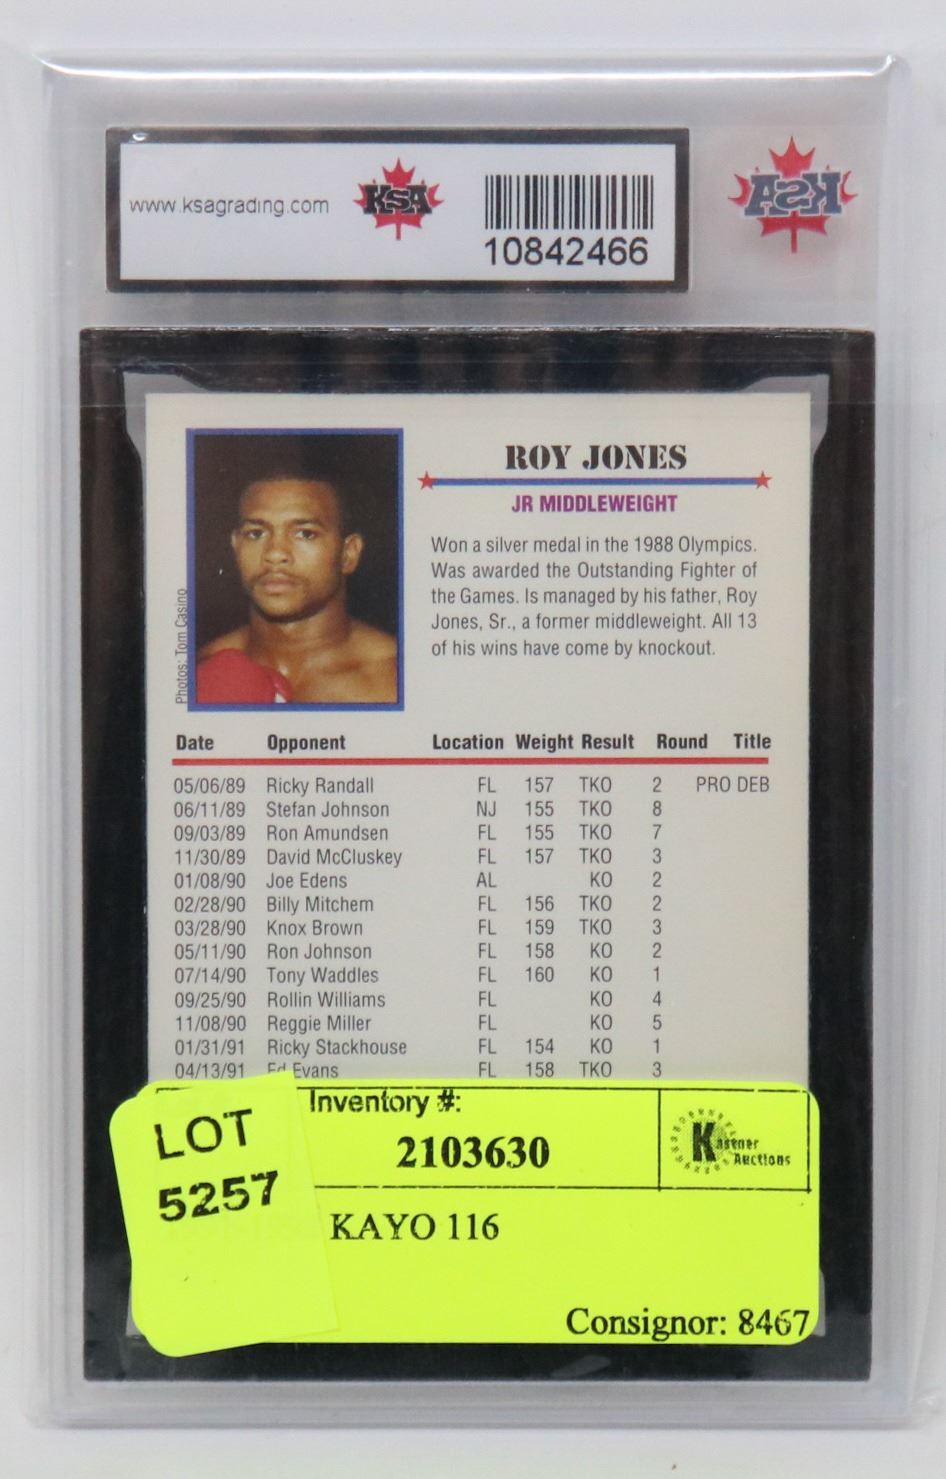 www.ksagrading.com
KSA
10842466
KSA
ROY JONES
JR MIDDLEWEIGHT
Won a silver medal in the 1988 Olympics.
Was awarded the Outstanding Fighter of
the Games. Is managed by his father, Roy
Jones, Sr., a former middleweight. All 13
of his wins have come by knockout.
Photos: Tom Casino
Date Opponent Location Weight Result Round Title
05/06/89 Ricky Randall FL 157 TKO 2 PRO DEB
06/11/89 Stefan Johnson NJ 155 TKO 8
09/03/89 Ron Amundsen FL 155 TKO 7
11/30/89 David McCluskey FL 157 TKO 3
01/08/90 Joe Edens AL KO 2
02/28/90 Billy Mitchem FL 156 TKO 2
03/28/90 Knox Brown FL 159 TKO 3
05/11/90 Ron Johnson FL 158 KO 2
07/14/90 Tony Waddles FL 160 KO 1
09/25/90 Rollin Williams FL KO 4
11/08/90 Reggie Miller FL KO 5
01/31/91 Ricky Stackhouse FL 154 KO 1
04/13/91 Ed Evans FL 158 TKO 3
LOT
5257
Inventory #:
2103630
Kastner
Auctions
KAYO 116
Consignor: 8467